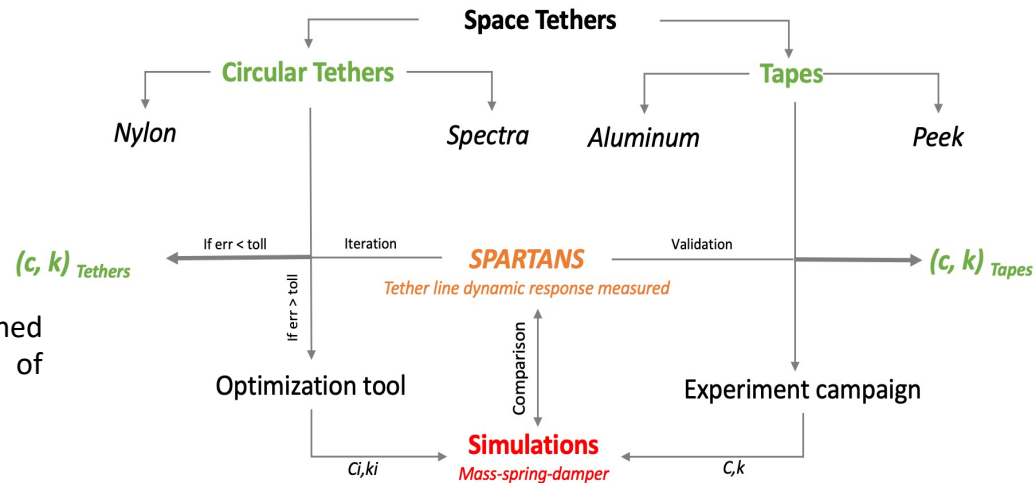 Space Tethers
Circular Tethers
Tapes
Nylon
Spectra
Aluminum
Peek
If err < toll
Iteration
SPARTANS
Validation
(c, k) Tethers
(c, k) Tapes
Tether line dynamic response measured
If err > toll
ned
of
Comparison
Optimization tool
Experiment campaign
Simulations
Ci,ki
Mass-spring-damper
C,k